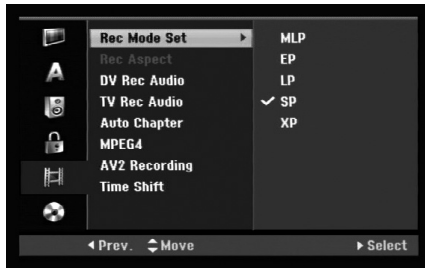 Rec Mode Set
MLP
Rec Aspect
EP
DV Rec Audio
LP
TV Rec Audio
SP
Auto Chapter
XP
MPEG4
AV2 Recording
Time Shift
A
Prev. Move Select